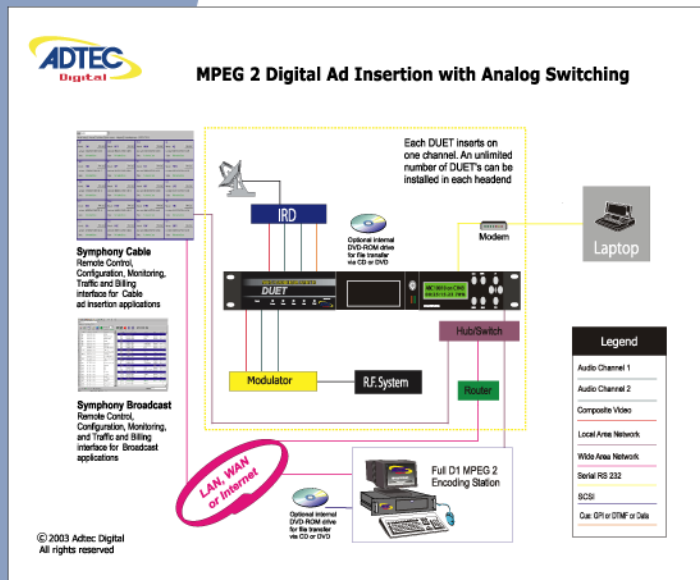 ADTEC
Digital
MPEG 2 Digital Ad Insertion with Analog Switching
Each DUET inserts on
one channel. An unlimited
number of DUET's can be
installed in each headend
IRD
Optional internal
DVD-ROM drive
for file transfer
via CD or DVD
Modem
Laptop
Symphony Cable
Remote Control,
Configuration, Monitoring,
Traffic and Billing
interface for Cable
ad insertion applications
DUET
Hub/Switch
Modulator
R.F. System
Router
Symphony Broadcast
Remote Control,
Configuration, Monitoring,
and Traffic and Billing
interface for Broadcast
applications
LAN, WAN
or Internet
Full D1 MPEG 2
Encoding Station
Optional internal
DVD-ROM drive
for file transfer
via CD or DVD
Legend
Audio Channel 1
Audio Channel 2
Composite Video
Local Area Network
Wide Area Network
Serial RS 232
SCSI
Cue: GPI or DTMF or Data
© 2003 Adtec Digital
All rights reserved